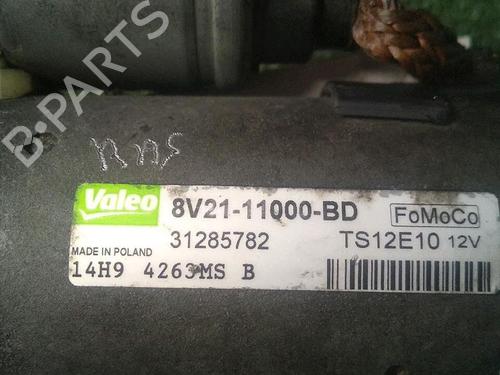 B-PARTS
Valeo 8V21-11000-BD FoMoCo
31285782 TS12E10 12V
MADE IN POLAND
14H9 4263MS B